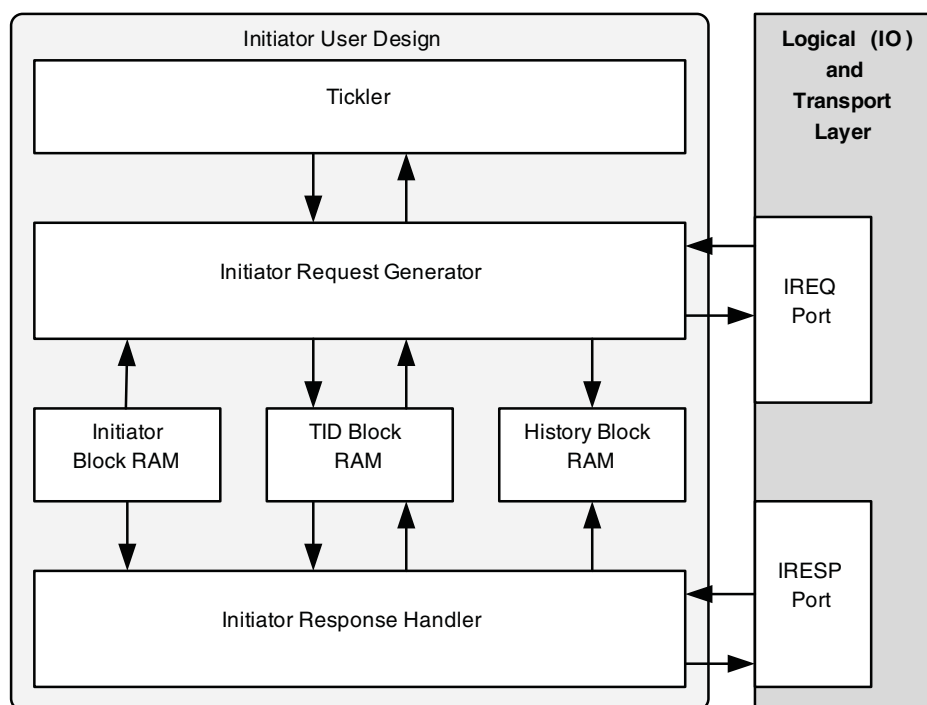 Initiator User Design
Tickler
Initiator Request Generator
Initiator
Block RAM
TID Block
RAM
History Block
RAM
Initiator Response Handler
Logical (IO)
and
Transport
Layer
IREQ
Port
IRESP
Port